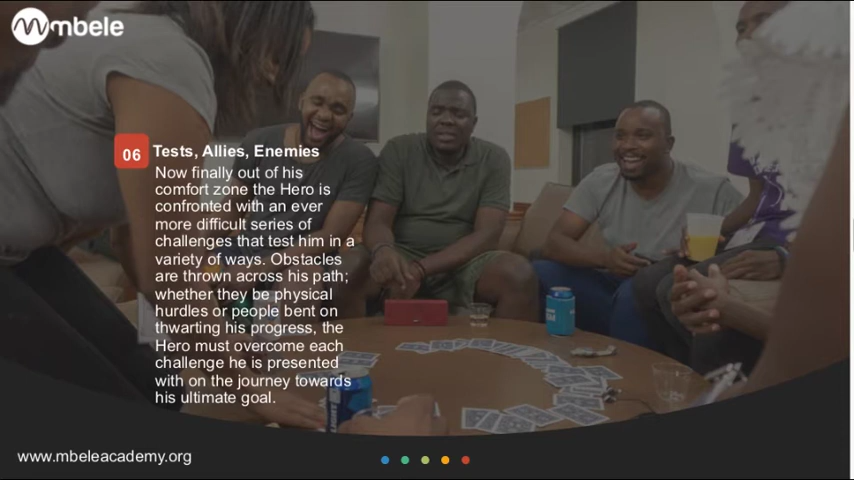 mbele
06
Tests, Allies, Enemies
Now finally out of his
comfort zone the Hero is
confronted with an ever
more difficult series of
challenges that test him in a
variety of ways. Obstacles
are thrown across his path;
whether they be physical
hurdles or people bent on
thwarting his progress, the
Hero must overcome each
challenge he is presented
with on the journey towards
his ultimate goal.
www.mbeleacademy.org